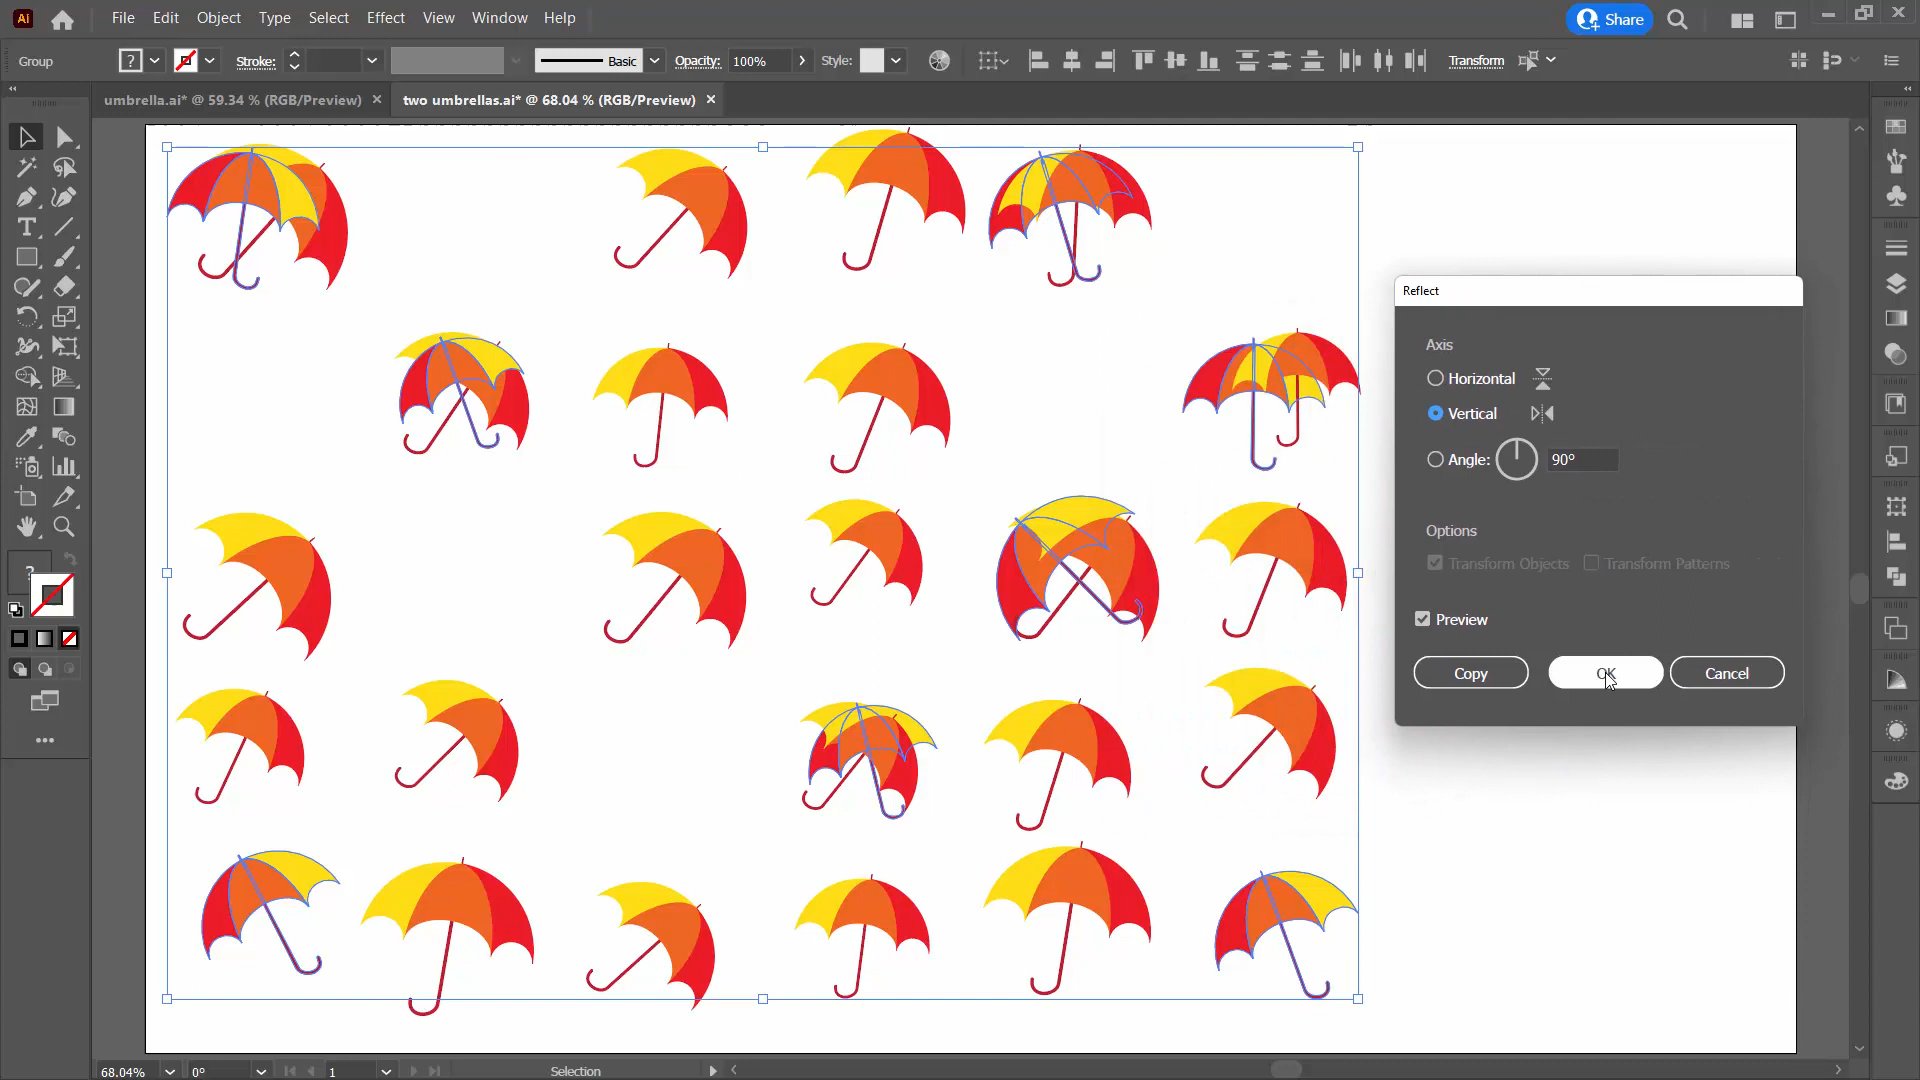 Ai File Edit Object Type Select Effect View Window Help Share
Group ? Stroke: Basic Opacity: 100% Style: Transform
umbrella.ai* @ 59.34 % (RGB/Preview) × two umbrellas.ai* @ 68.04 % (RGB/Preview) ×
Reflect
Axis
Horizontal
Vertical
Angle: 90°
Options
Transform Objects Transform Patterns
Preview
Copy OK Cancel
?
68.04% 0° 1 Selection